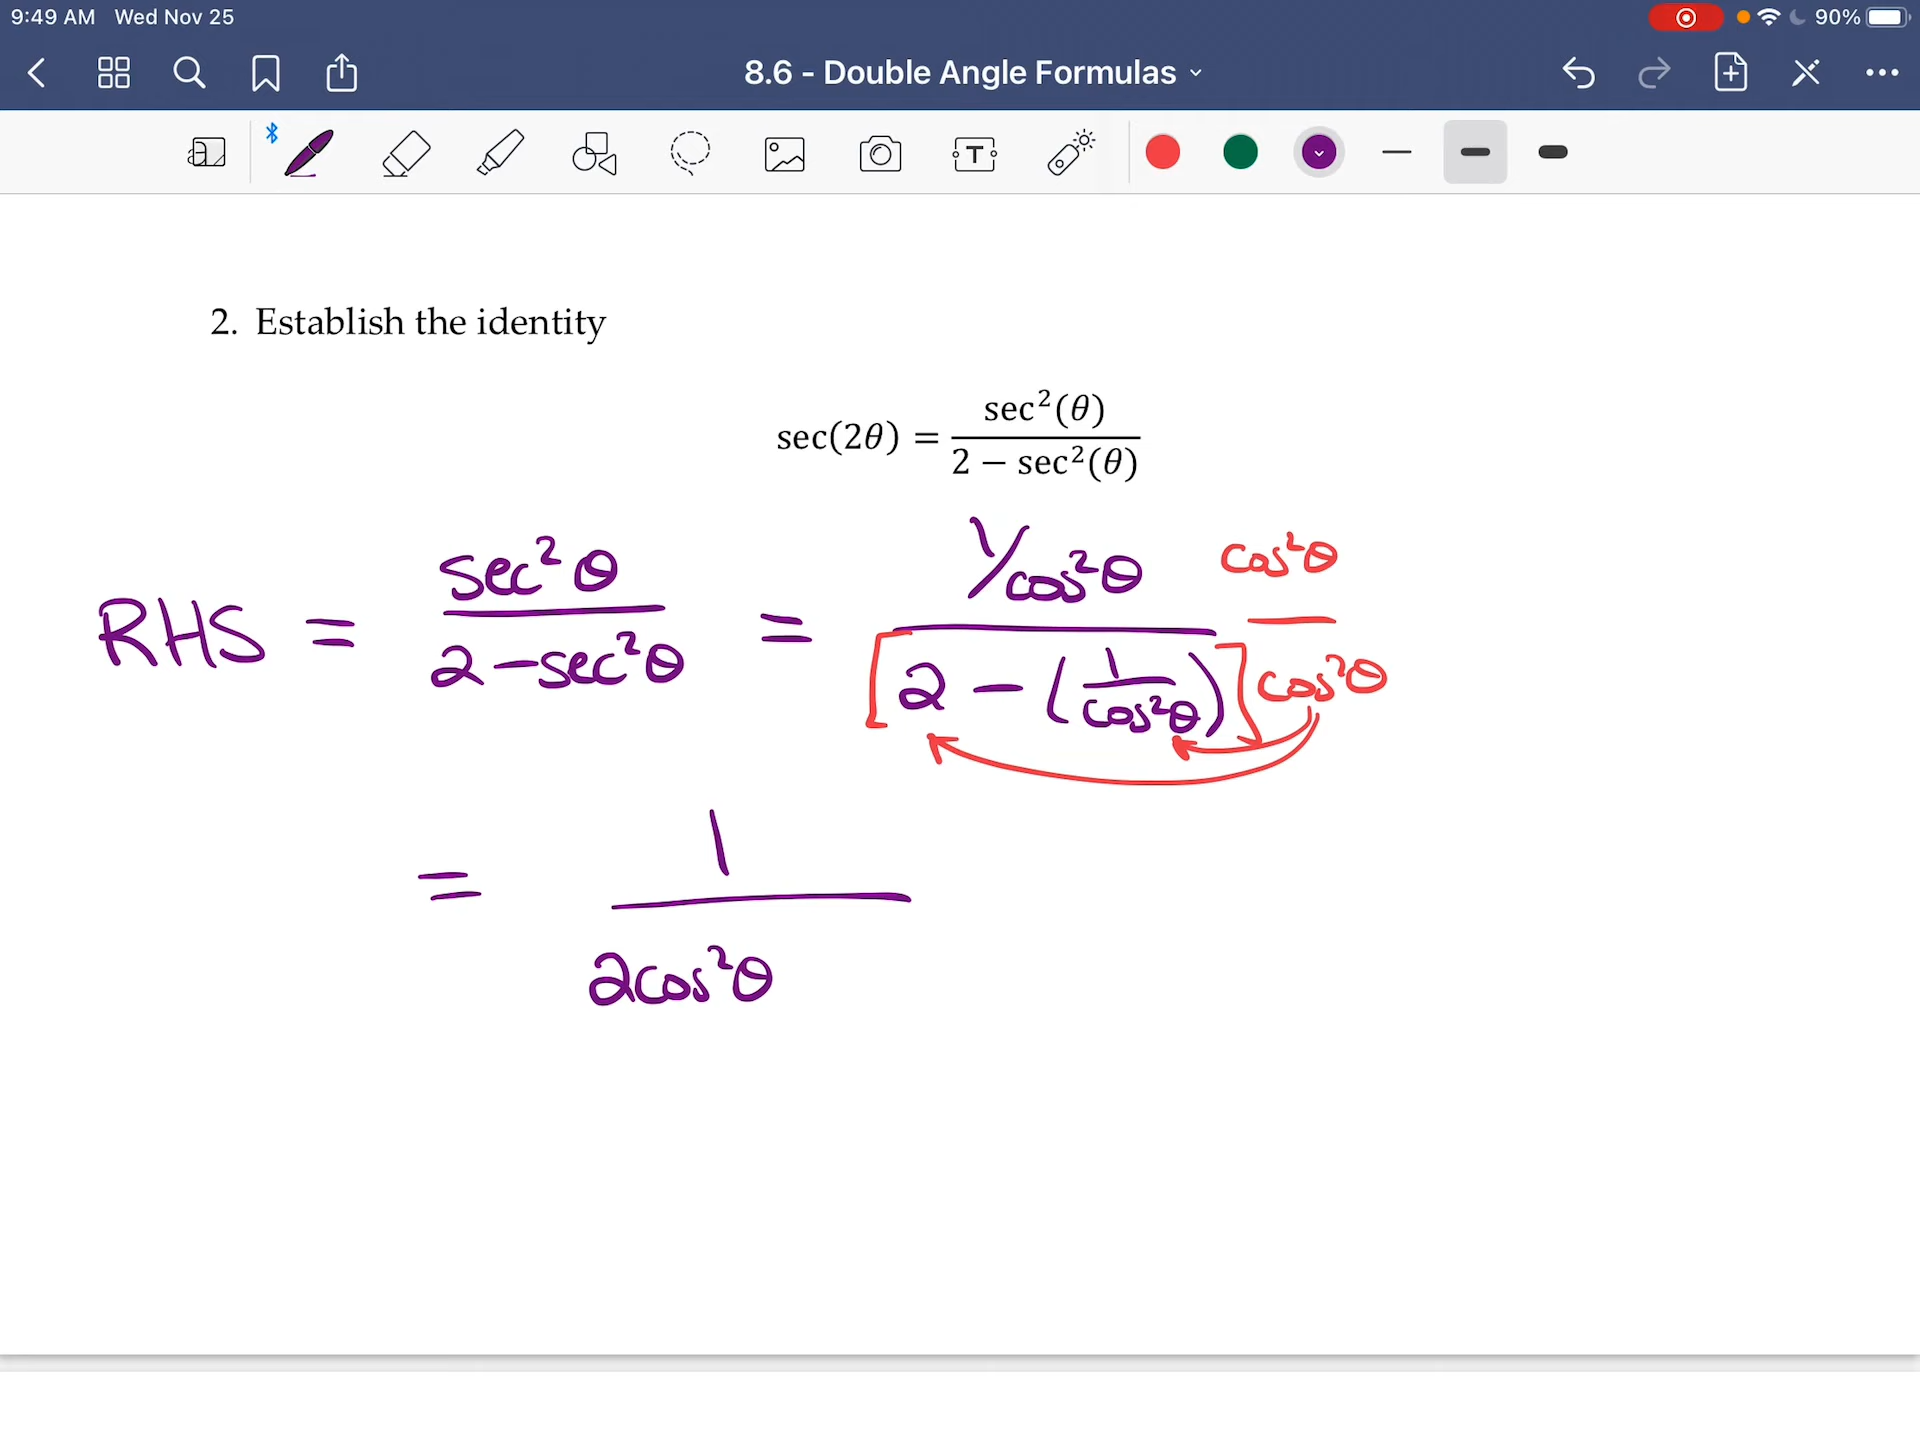 9:49 AM Wed Nov 25
90%
8.6 - Double Angle Formulas
T
2. Establish the identity
sec(2θ) = sec²(θ) / 2 − sec²(θ)
RHS = sec²θ / 2 − sec²θ = 1/cos²θ / [2 − (1/cos²θ)] cos²θ / cos²θ
= 1 / 2cos²θ